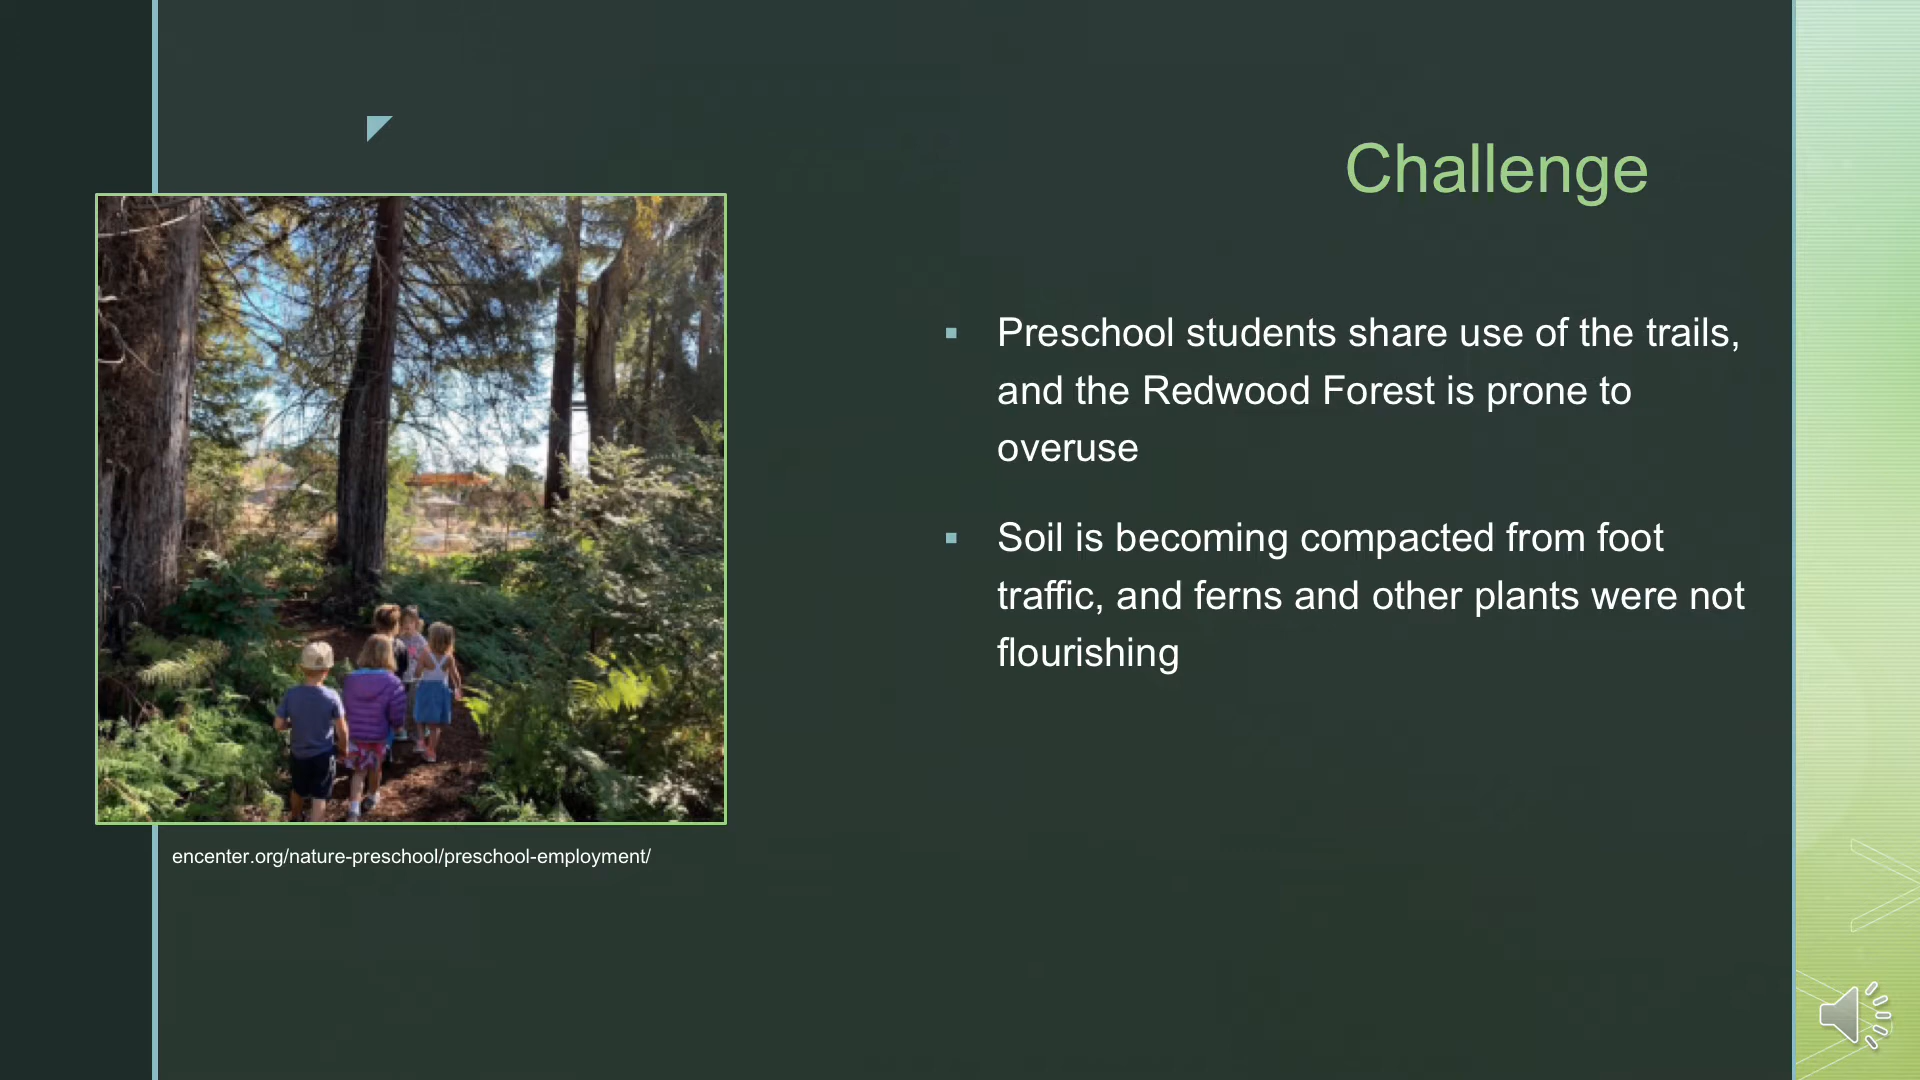 Challenge
Preschool students share use of the trails,
and the Redwood Forest is prone to
overuse
Soil is becoming compacted from foot
traffic, and ferns and other plants were not
flourishing
encenter.org/nature-preschool/preschool-employment/